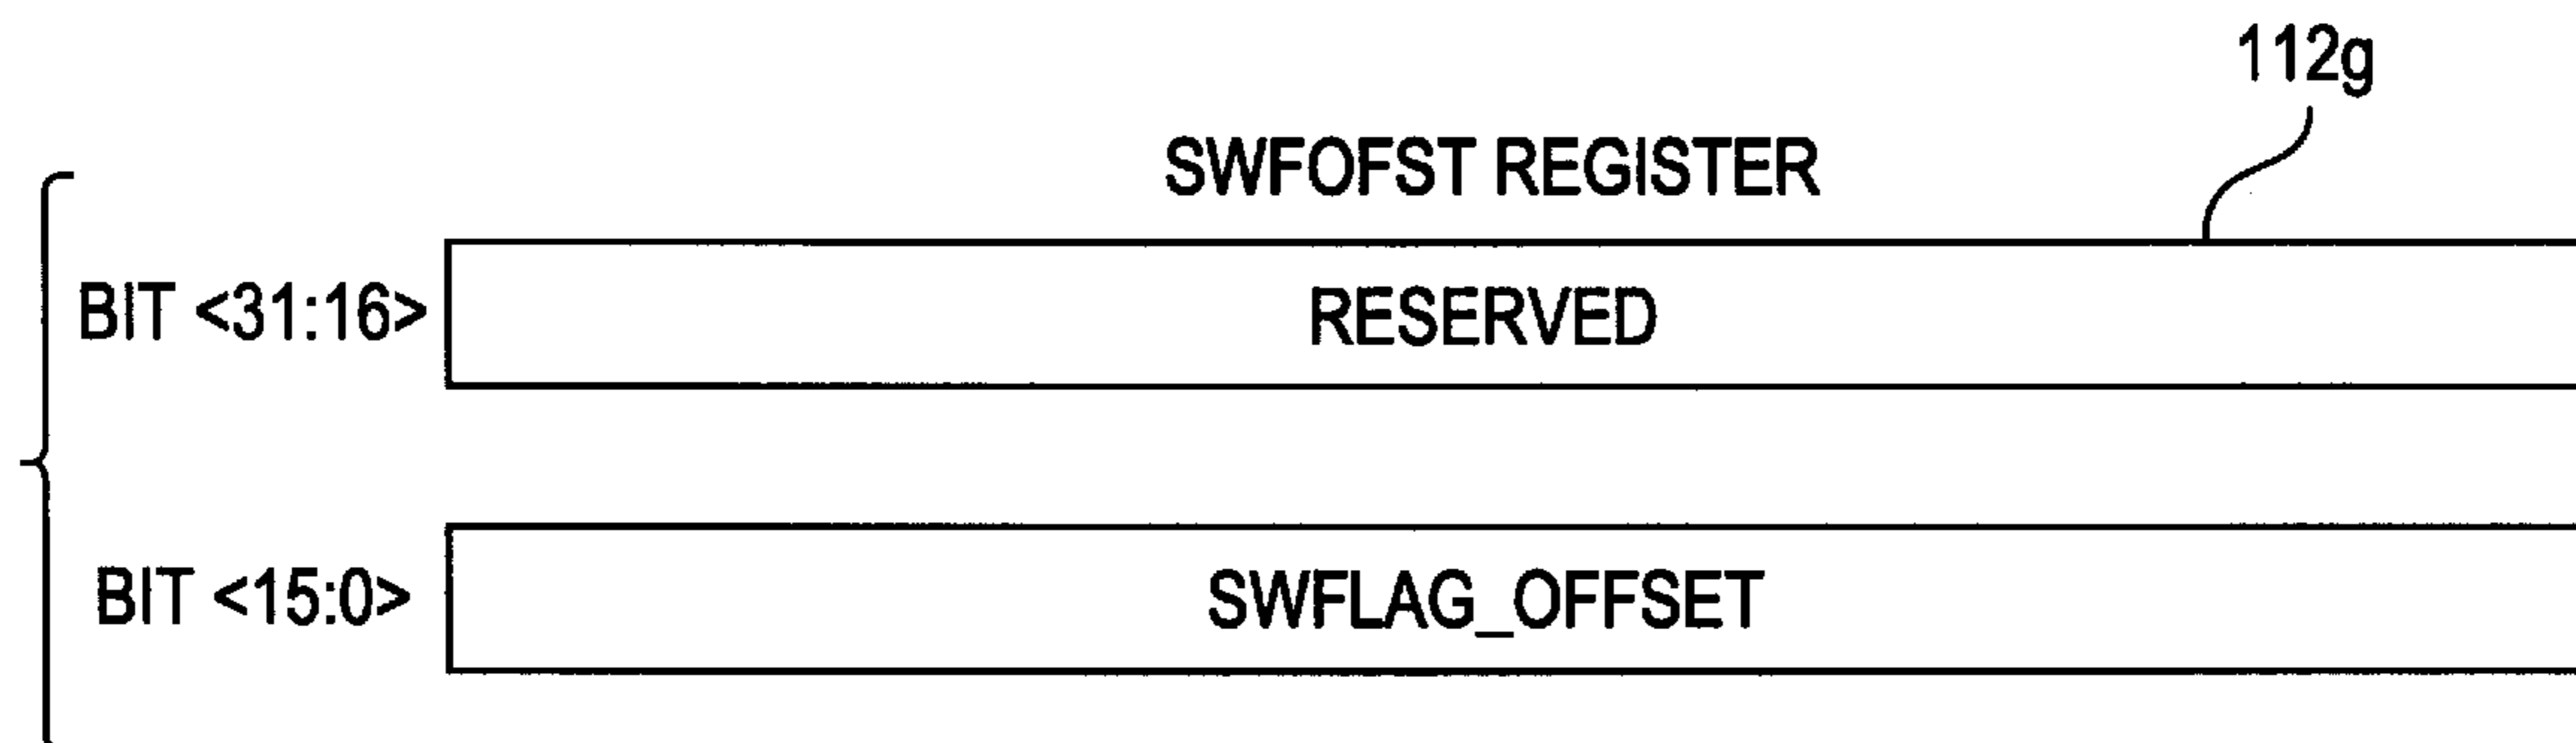 112g
SWFOFST REGISTER
BIT <31:16> RESERVED
BIT <15:0> SWFLAG_OFFSET